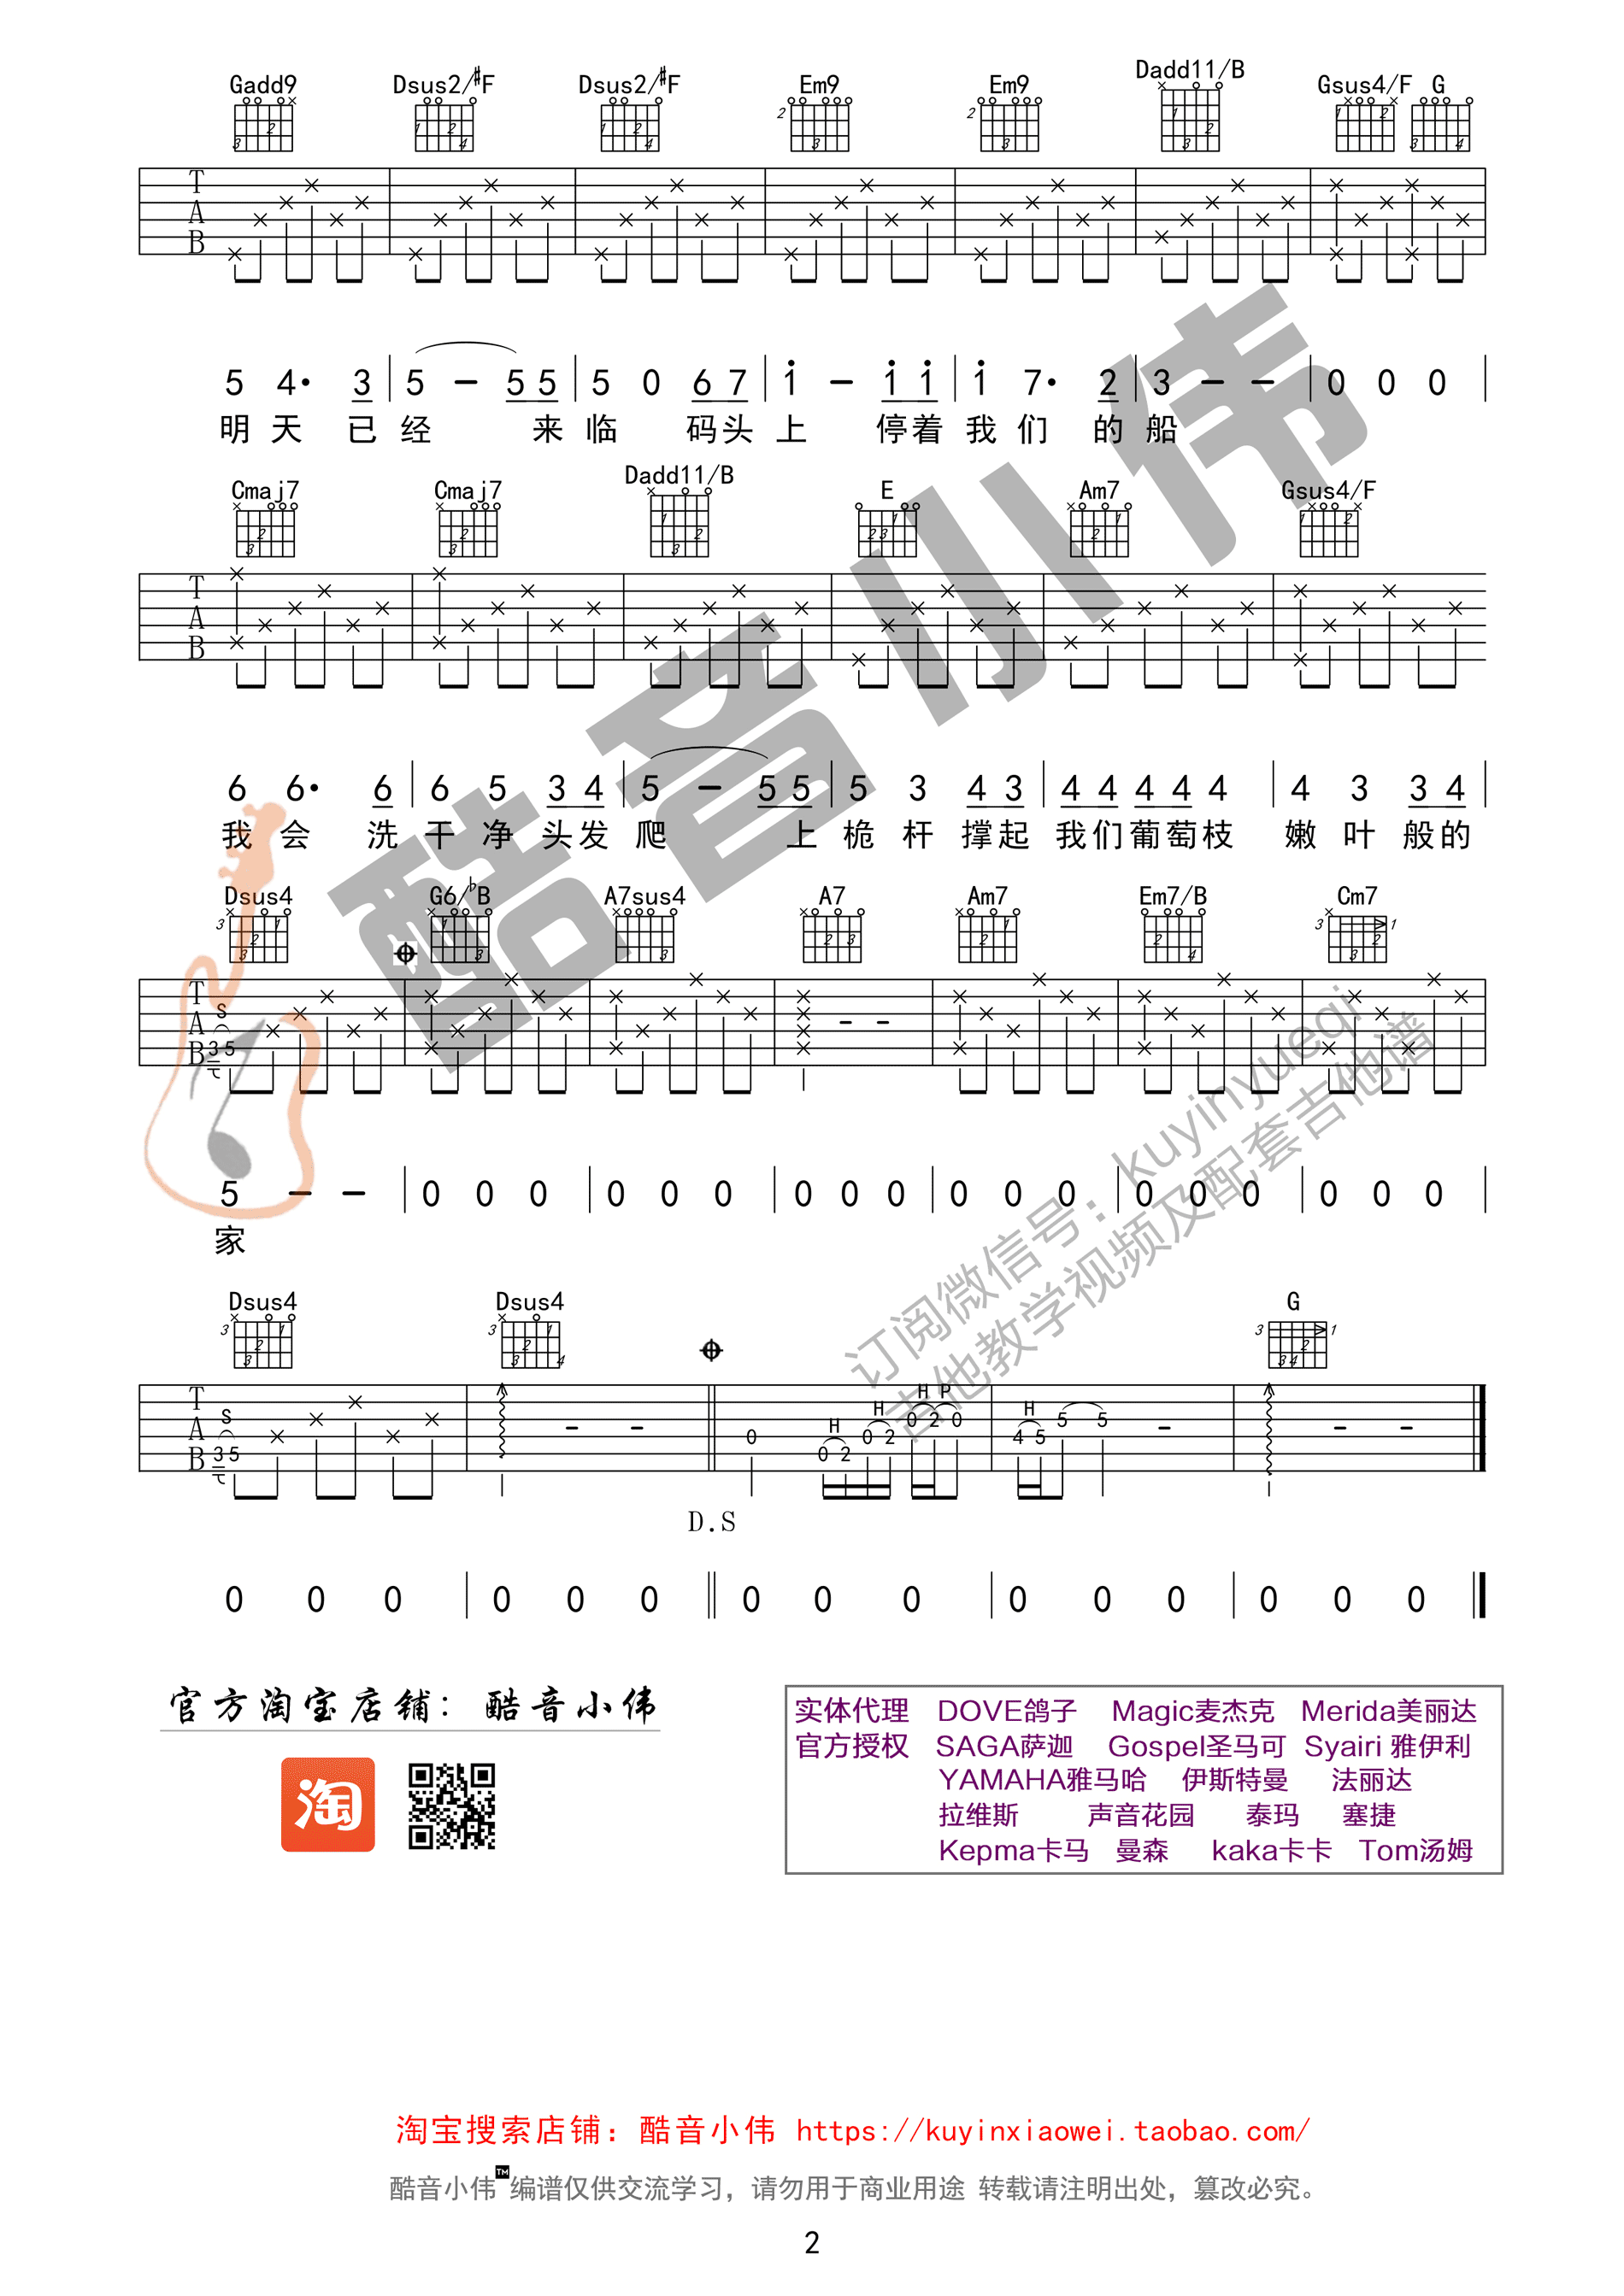 Gadd9 Dsus2/#F Dsus2/#F Em9 Em9 Dadd11/B Gsus4/F G
T
A
B
5 4· 3 | 5 – 5 5 | 5 0 6 7 | i – i i | i 7· 2 | 3 – – | 0 0 0 |
明 天 已 经 来 临 码头 上 停着 我 们 的 船
Cmaj7 Cmaj7 Dadd11/B E Am7 Gsus4/F
T
A
B
6 6· 6 | 6 5 3 4 | 5 – 5 5 | 5 3 4 3 | 4 4 4 4 4 | 4 3 3 4 |
我 会 洗 干 净 头发 爬 上 桅 杆 撑起 我们葡萄枝 嫩 叶 般的
Dsus4 G6/♭B A7sus4 A7 Am7 Em7/B Cm7
T
A
B
S
3 5
5 – – | 0 0 0 | 0 0 0 | 0 0 0 | 0 0 0 | 0 0 0 | 0 0 0 |
家
Dsus4 Dsus4 G
T
A
B
S
3 5
H H H P H
0 0 2 0 2 0 2 0 4 5 5 5
D.S
0 0 0 | 0 0 0 || 0 0 0 | 0 0 0 | 0 0 0 ||
酷音小伟
订阅微信号：kuyinyueqi
吉他教学视频及配套吉他谱
官方淘宝店铺：酷音小伟
淘
实体代理 DOVE鸽子 Magic麦杰克 Merida美丽达
官方授权 SAGA萨迦 Gospel圣马可 Syairi 雅伊利
YAMAHA雅马哈 伊斯特曼 法丽达
拉维斯 声音花园 泰玛 塞捷
Kepma卡马 曼森 kaka卡卡 Tom汤姆
淘宝搜索店铺：酷音小伟 https://kuyinxiaowei.taobao.com/
酷音小伟™编谱仅供交流学习，请勿用于商业用途 转载请注明出处，篡改必究。
2